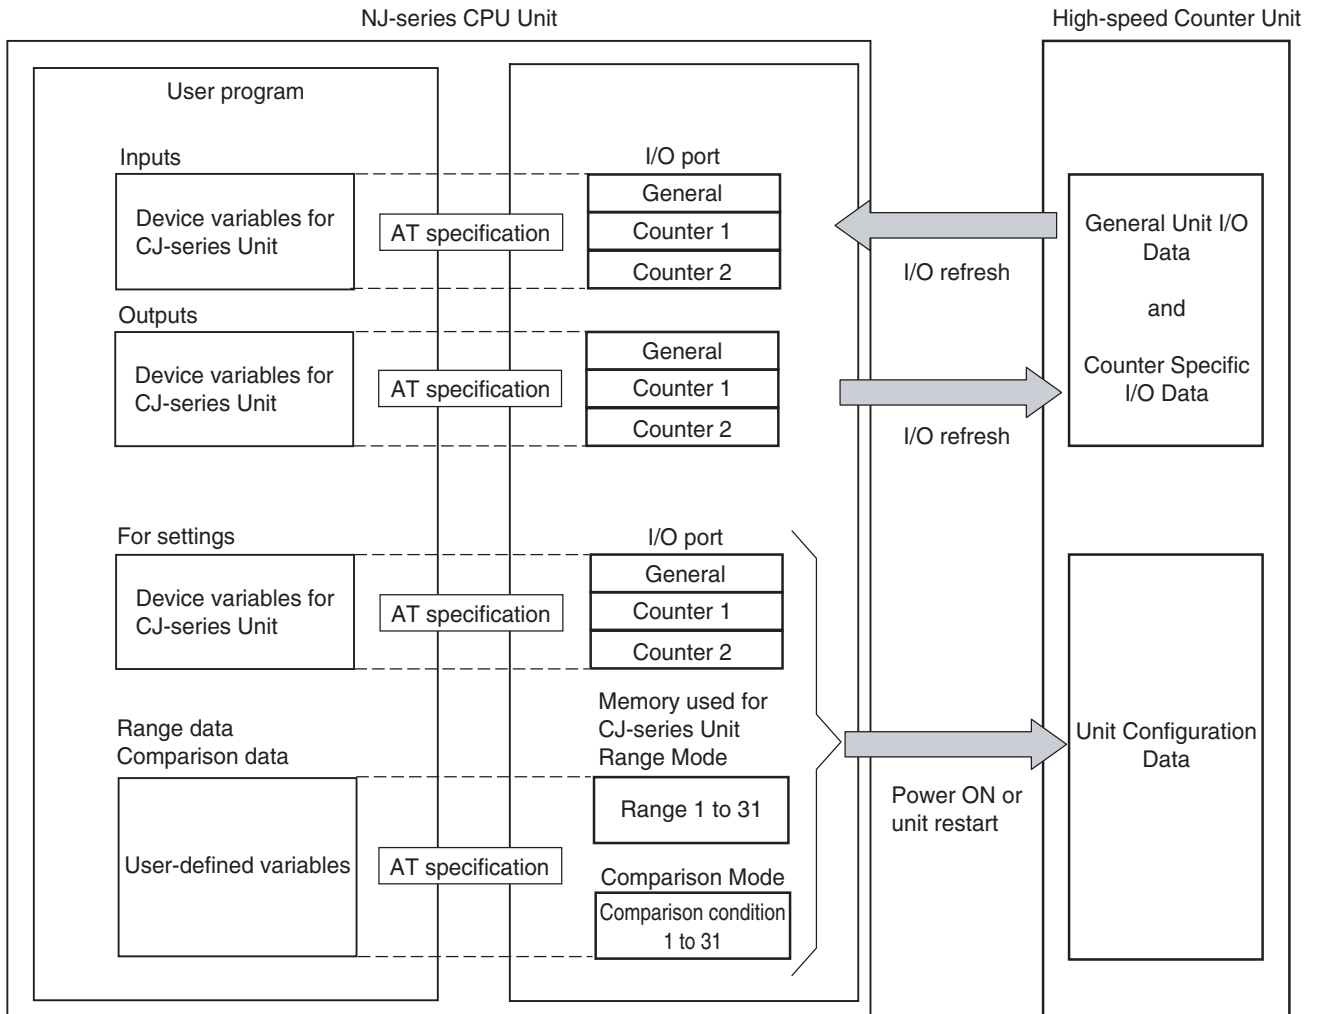 NJ-series CPU Unit
High-speed Counter Unit
User program
Inputs
Device variables for
CJ-series Unit
AT specification
I/O port
General
Counter 1
Counter 2
I/O refresh
General Unit I/O
Data
and
Counter Specific
I/O Data
Outputs
Device variables for
CJ-series Unit
AT specification
General
Counter 1
Counter 2
I/O refresh
For settings
Device variables for
CJ-series Unit
AT specification
I/O port
General
Counter 1
Counter 2
Range data
Comparison data
User-defined variables
AT specification
Memory used for
CJ-series Unit
Range Mode
Range 1 to 31
Comparison Mode
Comparison condition
1 to 31
Power ON or
unit restart
Unit Configuration
Data